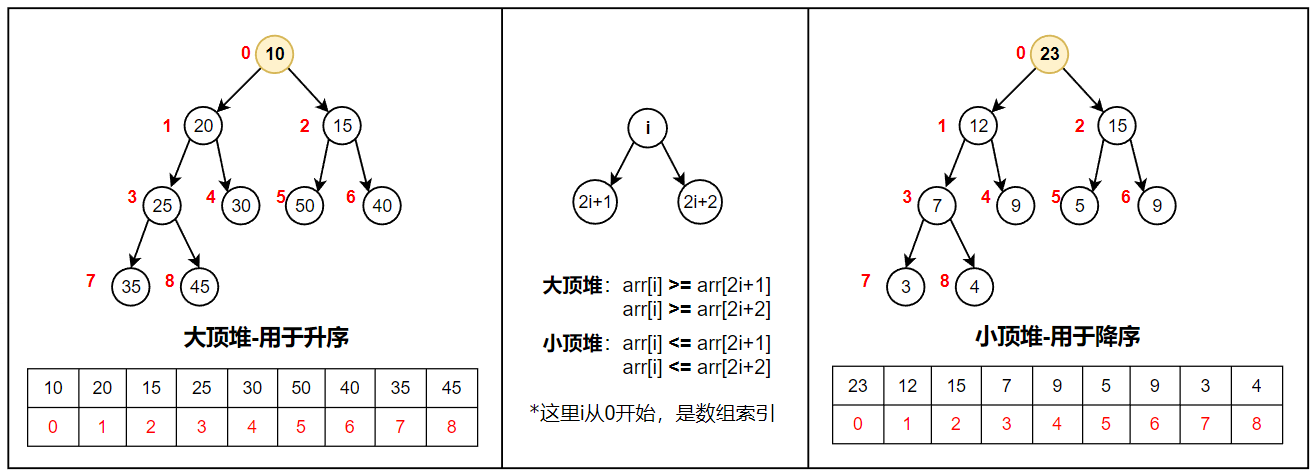 0 10
1 20 2 15
3 25 4 30 5 50 6 40
7 35 8 45
大顶堆-用于升序
10 20 15 25 30 50 40 35 45
0 1 2 3 4 5 6 7 8
i
2i+1 2i+2
大顶堆：arr[i] >= arr[2i+1]
arr[i] >= arr[2i+2]
小顶堆：arr[i] <= arr[2i+1]
arr[i] <= arr[2i+2]
*这里i从0开始，是数组索引
0 23
1 12 2 15
3 7 4 9 5 5 6 9
7 3 8 4
小顶堆-用于降序
23 12 15 7 9 5 9 3 4
0 1 2 3 4 5 6 7 8